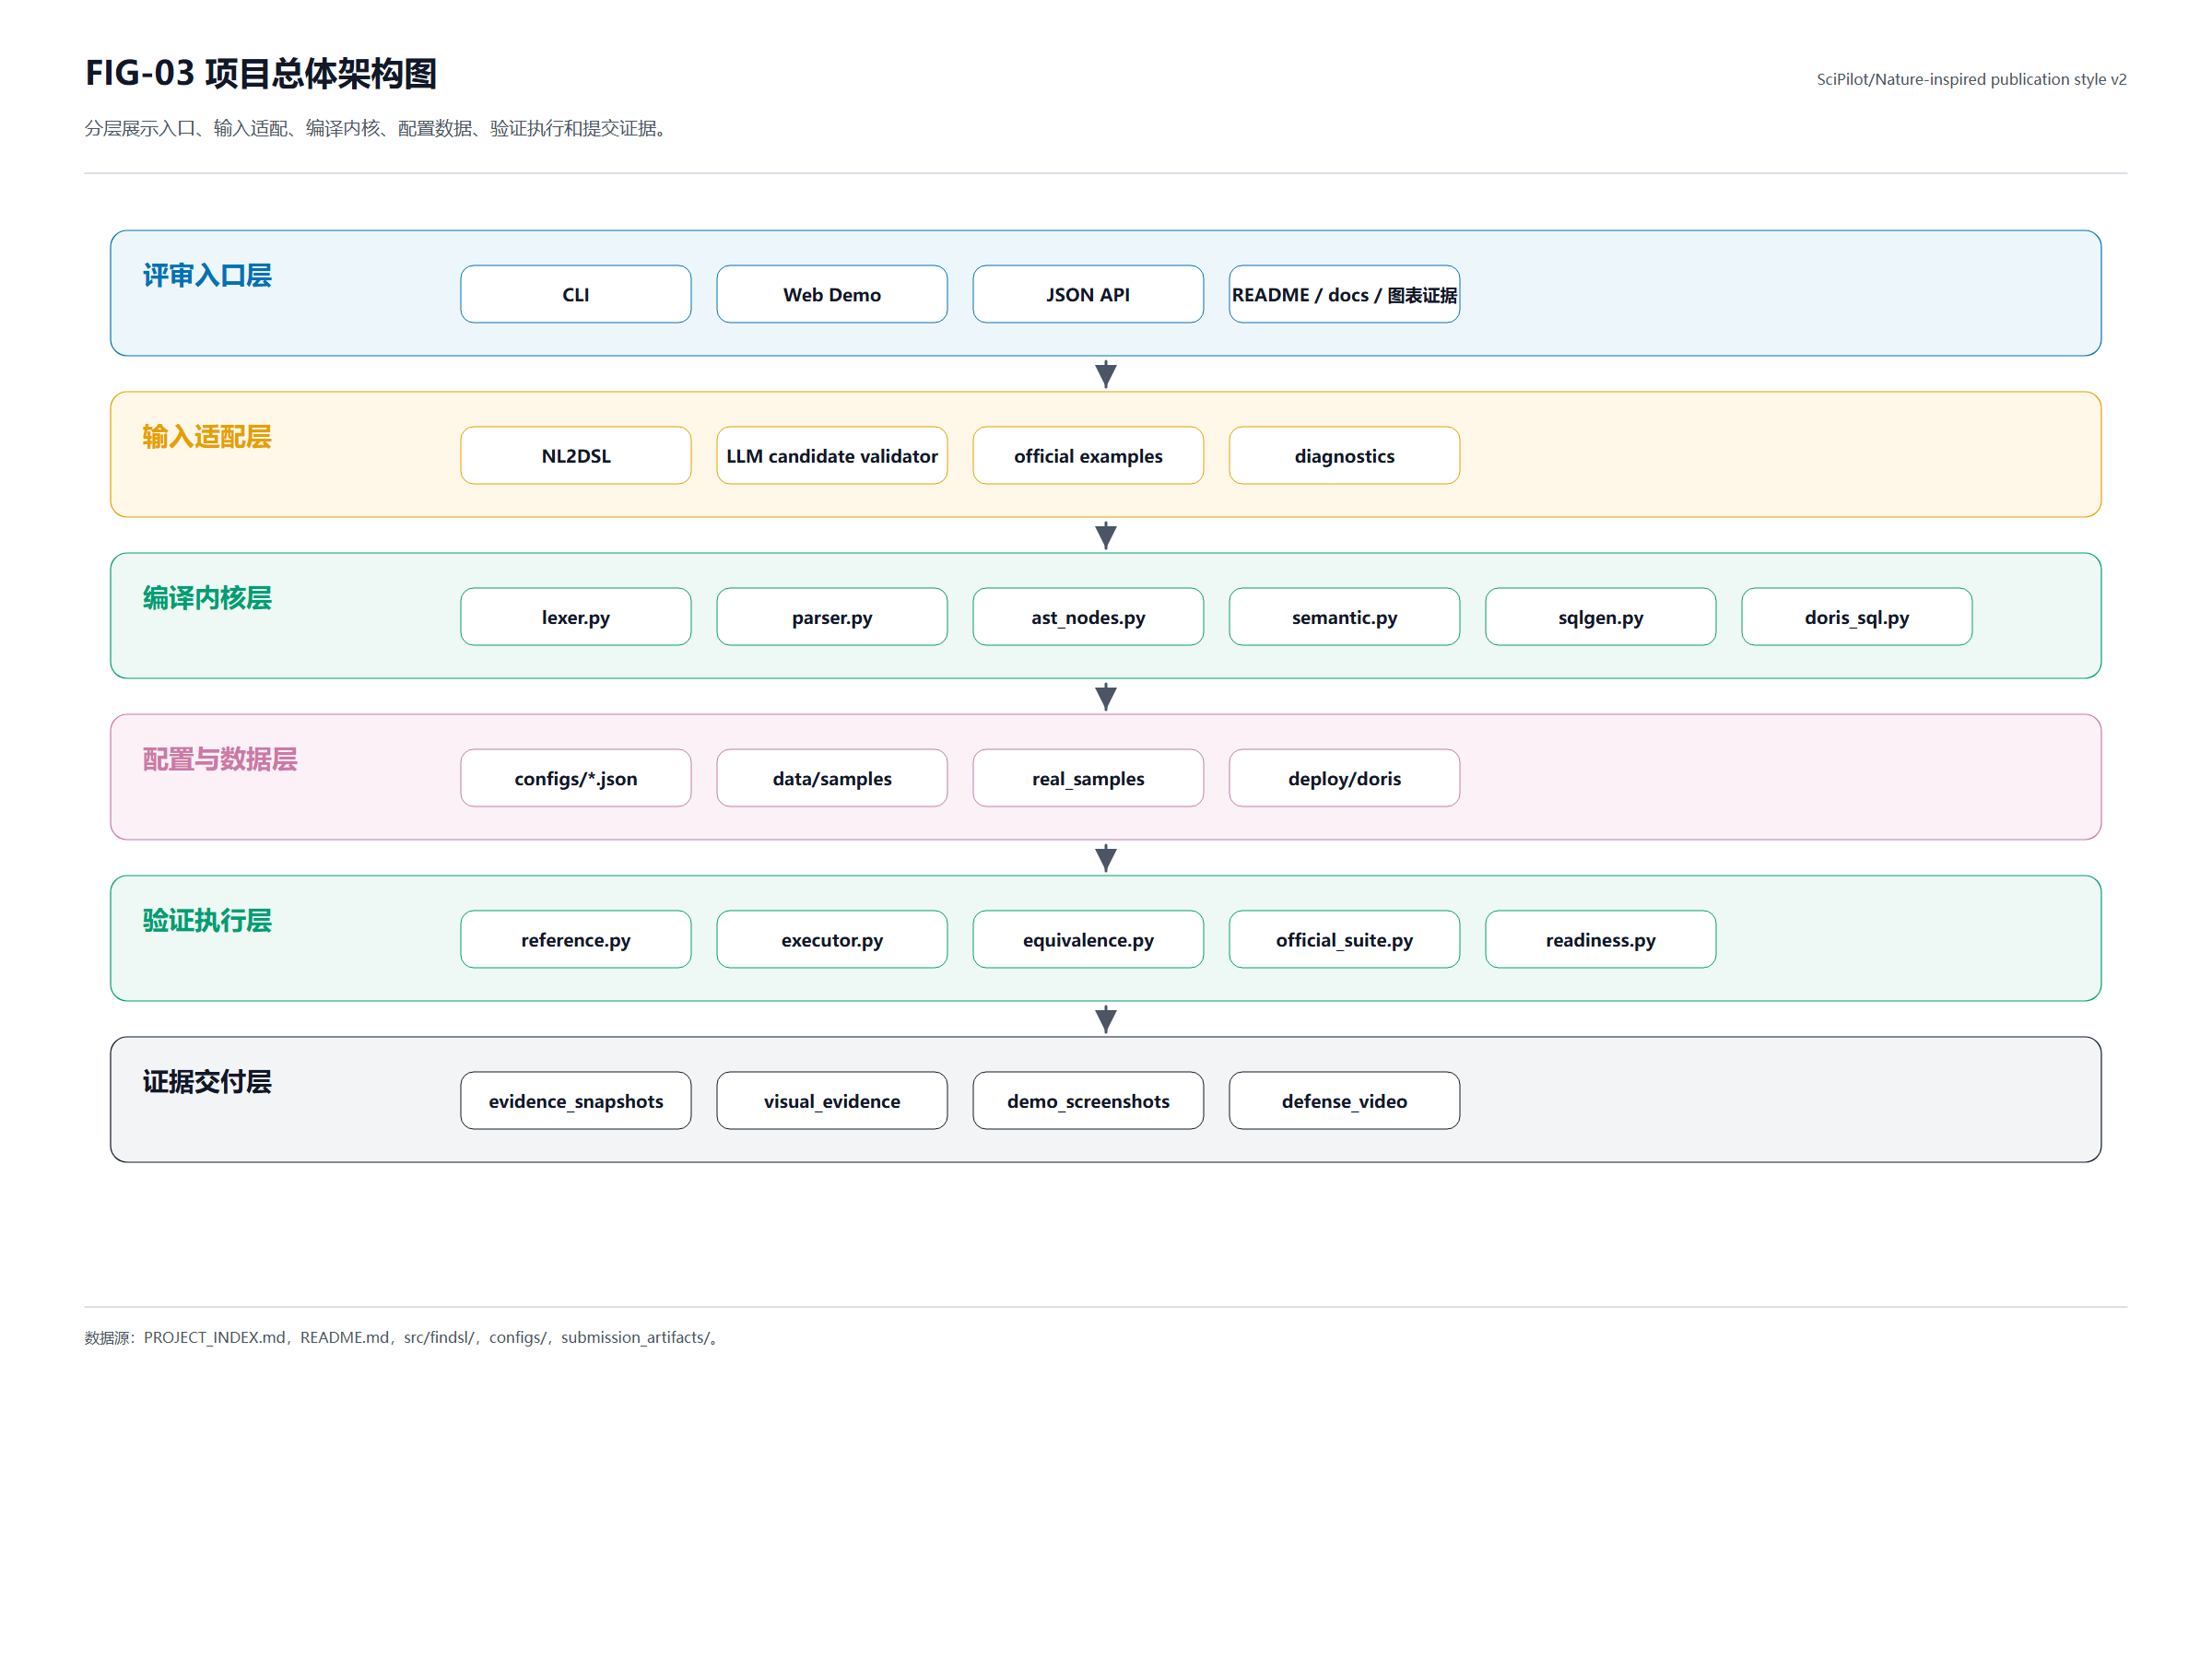 FIG-03 项目总体架构图
SciPilot/Nature-inspired publication style v2
分层展示入口、输入适配、编译内核、配置数据、验证执行和提交证据。
评审入口层
CLI
Web Demo
JSON API
README / docs / 图表证据
输入适配层
NL2DSL
LLM candidate validator
official examples
diagnostics
编译内核层
lexer.py
parser.py
ast_nodes.py
semantic.py
sqlgen.py
doris_sql.py
配置与数据层
configs/*.json
data/samples
real_samples
deploy/doris
验证执行层
reference.py
executor.py
equivalence.py
official_suite.py
readiness.py
证据交付层
evidence_snapshots
visual_evidence
demo_screenshots
defense_video
数据源：PROJECT_INDEX.md，README.md，src/findsl/，configs/，submission_artifacts/。